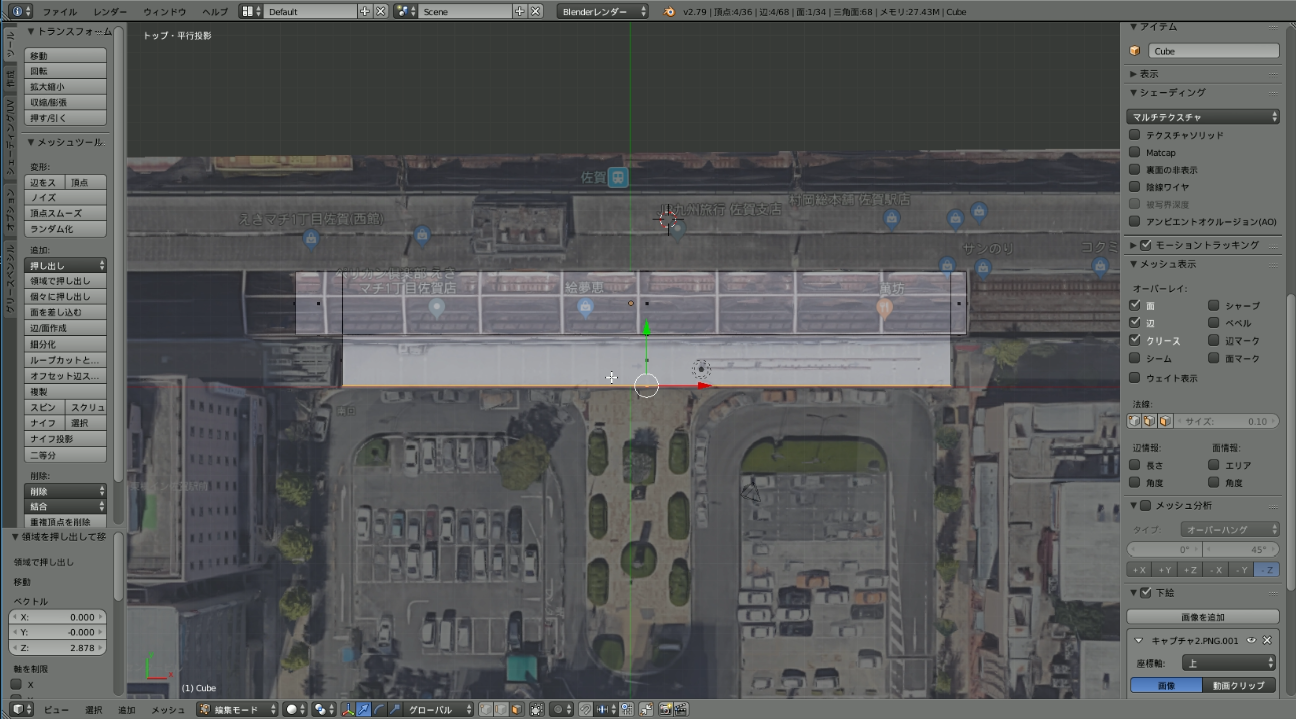 ファイル レンダー ウィンドウ ヘルプ Default Scene Blenderレンダー v2.79 | 頂点:4/36 | 辺:4/68 | 面:1/34 | 三角面:68 | メモリ:27.43M | Cube
トップ・平行投影
ツール
作成
シェーディング/UV
オプション
グリースペンシル
トランスフォーム
移動
回転
拡大縮小
収縮/膨張
押す/引く
メッシュツール
変形:
辺をス 頂点
ノイズ
頂点スムーズ
ランダム化
追加:
押し出し
領域で押し出し
個々に押し出し
面を差し込む
辺/面作成
細分化
ループカットと...
オフセット辺ス...
複製
スピン スクリュ
ナイフ 選択
ナイフ投影
二等分
削除:
削除
結合
重複頂点を削除
領域を押し出して移
領域で押し出し
移動
ベクトル
X: 0.000
Y: -0.000
Z: 2.878
軸を制限
X
佐賀
村岡総本舗 佐賀駅店
JR九州旅行 佐賀支店
えきマチ1丁目佐賀(西館)
サンのり
コクミ
マチ1丁目佐賀店
絵夢恵
萬坊
(1) Cube
アイテム
Cube
表示
シェーディング
マルチテクスチャ
テクスチャソリッド
Matcap
裏面の非表示
陰線ワイヤ
被写界深度
アンビエントオクルージョン(AO)
モーショントラッキング
メッシュ表示
オーバーレイ:
面 シャープ
辺 ベベル
クリース 辺マーク
シーム 面マーク
ウェイト表示
法線:
サイズ: 0.10
辺情報: 面情報:
長さ エリア
角度 角度
メッシュ分析
タイプ: オーバーハング
0° 45°
+X +Y +Z -X -Y -Z
下絵
画像を追加
キャプチャ2.PNG.001
座標軸: 上
画像 動画クリップ
ビュー 選択 追加 メッシュ 編集モード グローバル